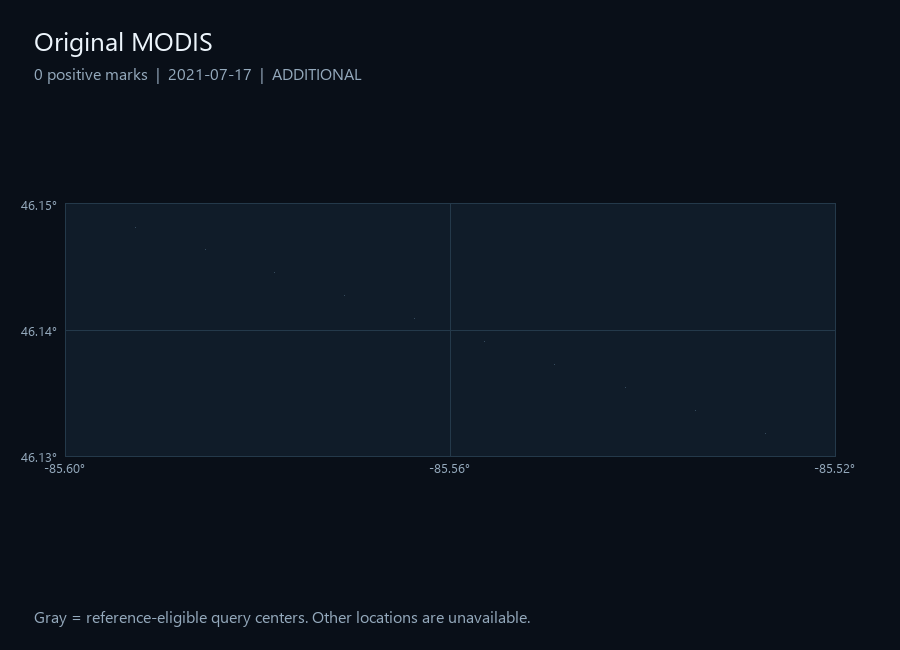 Original MODIS
0 positive marks | 2021-07-17 | ADDITIONAL
46.15°
46.14°
46.13°
-85.60°
-85.56°
-85.52°
Gray = reference-eligible query centers. Other locations are unavailable.